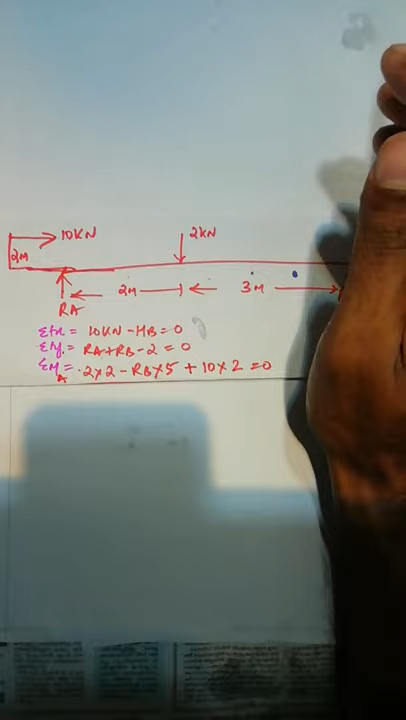 10KN
2KN
2M
2M
3M
RA
Σfx = 10KN - HB = 0
Σfy = RA + RB - 2 = 0
ΣMA = 2 × 2 - RB × 5 + 10 × 2 = 0